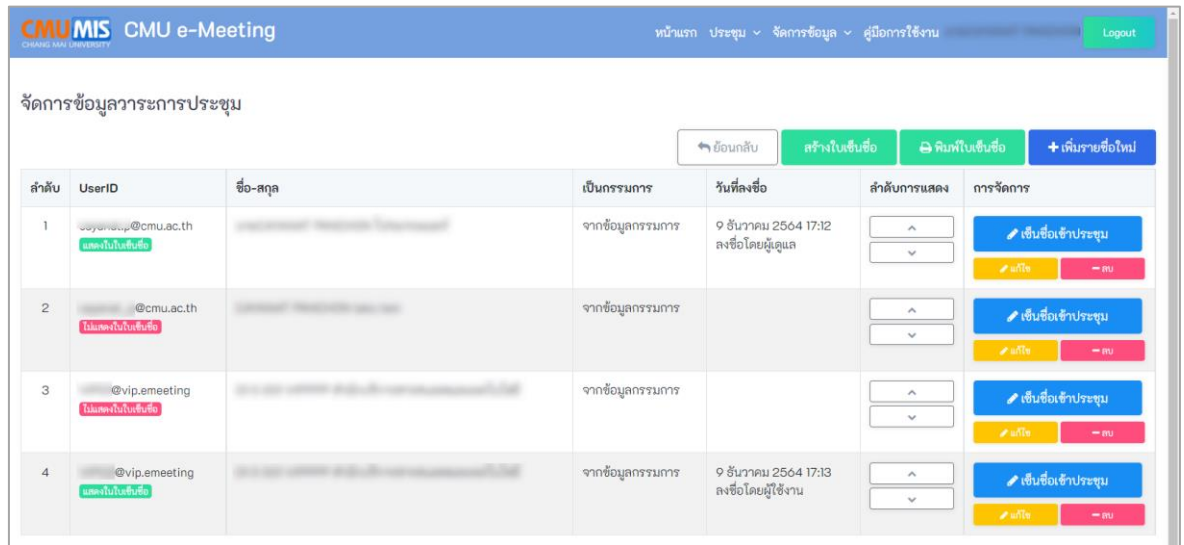 CMU MIS CMU e-Meeting หน้าแรก ประชุม จัดการข้อมูล คู่มือการใช้งาน Logout
CHIANG MAI UNIVERSITY
จัดการข้อมูลวาระการประชุม
ย้อนกลับ สร้างใบเซ็นชื่อ พิมพ์ใบเซ็นชื่อ + เพิ่มรายชื่อใหม่
ลำดับ UserID ชื่อ-สกุล เป็นกรรมการ วันที่ลงชื่อ ลำดับการแสดง การจัดการ
1 @cmu.ac.th จากข้อมูลกรรมการ 9 ธันวาคม 2564 17:12 เซ็นชื่อเข้าประชุม
แสดงในใบเซ็นชื่อ ลงชื่อโดยผู้ดูแล
แก้ไข ลบ
2 @cmu.ac.th จากข้อมูลกรรมการ เซ็นชื่อเข้าประชุม
ไม่แสดงในใบเซ็นชื่อ
แก้ไข ลบ
3 @vip.emeeting จากข้อมูลกรรมการ เซ็นชื่อเข้าประชุม
ไม่แสดงในใบเซ็นชื่อ
แก้ไข ลบ
4 @vip.emeeting จากข้อมูลกรรมการ 9 ธันวาคม 2564 17:13 เซ็นชื่อเข้าประชุม
แสดงในใบเซ็นชื่อ ลงชื่อโดยผู้ใช้งาน
แก้ไข ลบ